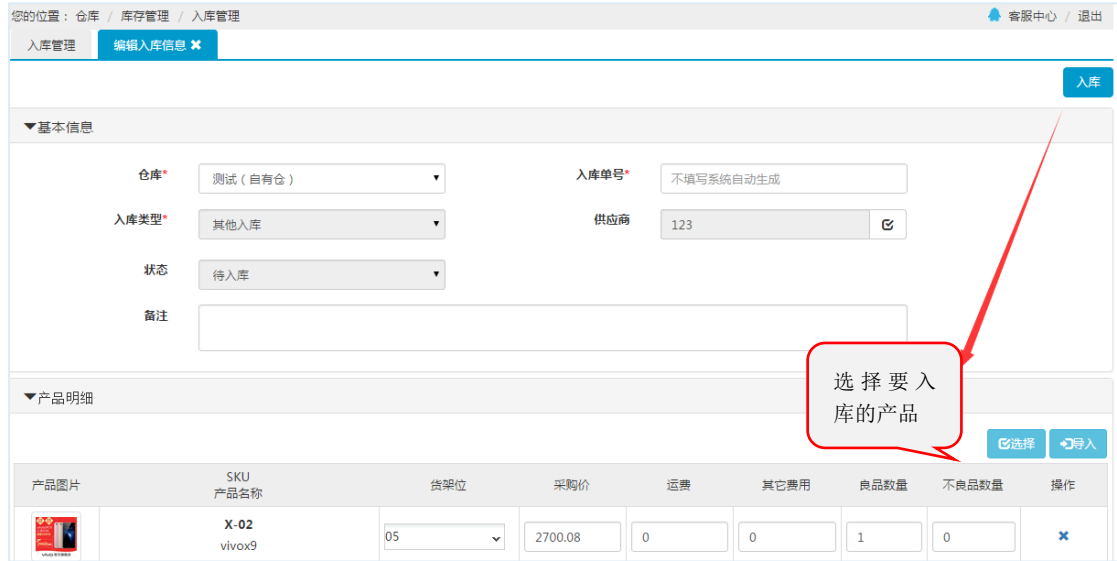 您的位置：仓库 / 库存管理 / 入库管理
客服中心 / 退出
入库管理
编辑入库信息
入库
基本信息
仓库*
测试（自有仓）
入库单号*
不填写系统自动生成
入库类型*
其他入库
供应商
123
状态
待入库
备注
选择要入
库的产品
产品明细
选择
导入
产品图片
SKU
产品名称
货架位
采购价
运费
其它费用
良品数量
不良品数量
操作
X-02
vivox9
05
2700.08
0
0
1
0